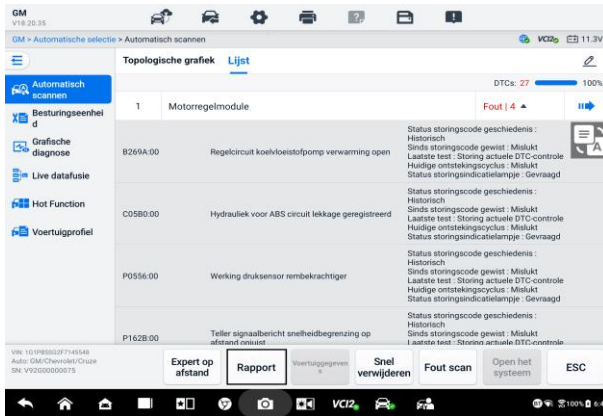 GM
V18.20.35
GM > Automatische selectie > Automatisch scannen
VCI2
11.3V
Topologische grafiek
Lijst
DTCs: 27
100%
Automatisch
scannen
Besturingseenhei
d
Grafische
diagnose
Live datafusie
Hot Function
Voertuigprofiel
1 Motorregelmodule Fout | 4
B269A:00 Regelcircuit koelvloeistofpomp verwarming open
Status storingscode geschiedenis :
Historisch
Sinds storingscode gewist : Mislukt
Laatste test : Storing actuele DTC-controle
Huidige ontstekingscyclus : Mislukt
Status storingsindicatielampje : Gevraagd
C05B0:00 Hydrauliek voor ABS circuit lekkage geregistreerd
Status storingscode geschiedenis :
Historisch
Sinds storingscode gewist : Mislukt
Laatste test : Storing actuele DTC-controle
Huidige ontstekingscyclus : Mislukt
Status storingsindicatielampje : Gevraagd
P0556:00 Werking druksensor rembekrachtiger
Status storingscode geschiedenis :
Historisch
Sinds storingscode gewist : Mislukt
Laatste test : Storing actuele DTC-controle
Huidige ontstekingscyclus : Mislukt
Status storingsindicatielampje : Gevraagd
P162B:00 Teller signaalbericht snelheidbegrenzing op
afstand onjuist
Status storingscode geschiedenis :
Historisch
Sinds storingscode gewist : Mislukt
Laatste test : Storing actuele DTC-controle
Auto: GM/Chevrolet/Cruze
SN: V92G00000075
Expert op
afstand
Rapport
Voertuiggegeven
s
Snel
verwijderen
Fout scan
Open het
systeem
ESC
VCI2
100%